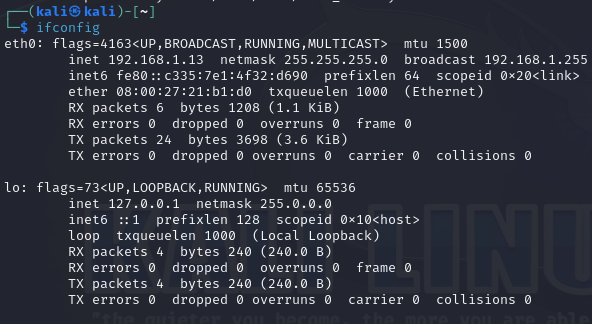 ┌──(kali㉿kali)-[~]
└─$ ifconfig
eth0: flags=4163<UP,BROADCAST,RUNNING,MULTICAST>  mtu 1500
        inet 192.168.1.13  netmask 255.255.255.0  broadcast 192.168.1.255
        inet6 fe80::c335:7e1:4f32:d690  prefixlen 64  scopeid 0×20<link>
        ether 08:00:27:21:b1:d0  txqueuelen 1000  (Ethernet)
        RX packets 6  bytes 1208 (1.1 KiB)
        RX errors 0  dropped 0  overruns 0  frame 0
        TX packets 24  bytes 3698 (3.6 KiB)
        TX errors 0  dropped 0 overruns 0  carrier 0  collisions 0

lo: flags=73<UP,LOOPBACK,RUNNING>  mtu 65536
        inet 127.0.0.1  netmask 255.0.0.0
        inet6 ::1  prefixlen 128  scopeid 0×10<host>
        loop  txqueuelen 1000  (Local Loopback)
        RX packets 4  bytes 240 (240.0 B)
        RX errors 0  dropped 0  overruns 0  frame 0
        TX packets 4  bytes 240 (240.0 B)
        TX errors 0  dropped 0 overruns 0  carrier 0  collisions 0
"the quieter you become, the more you are able